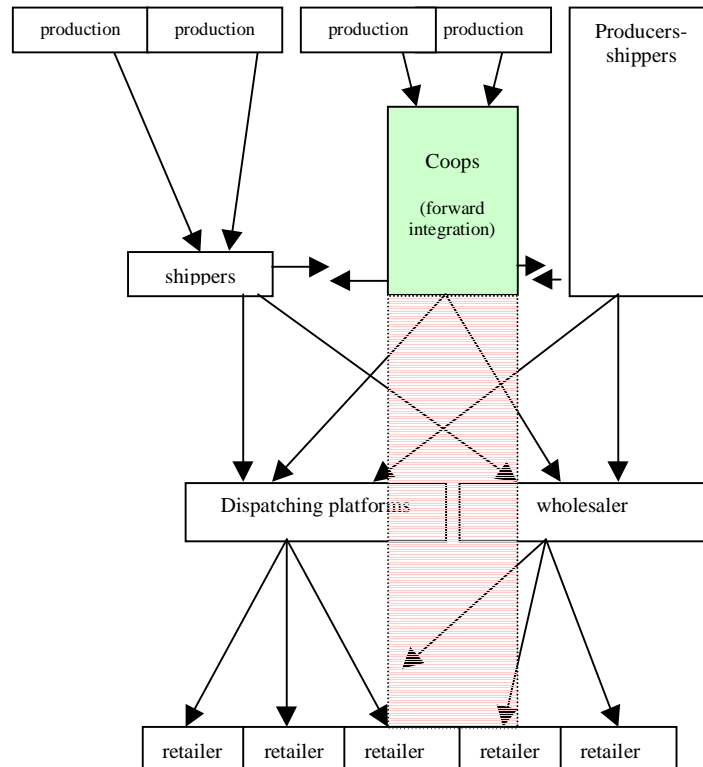 production
production
production
production
Producers-
shippers
Coops
(forward
integration)
shippers
Dispatching platforms
wholesaler
retailer
retailer
retailer
retailer
retailer